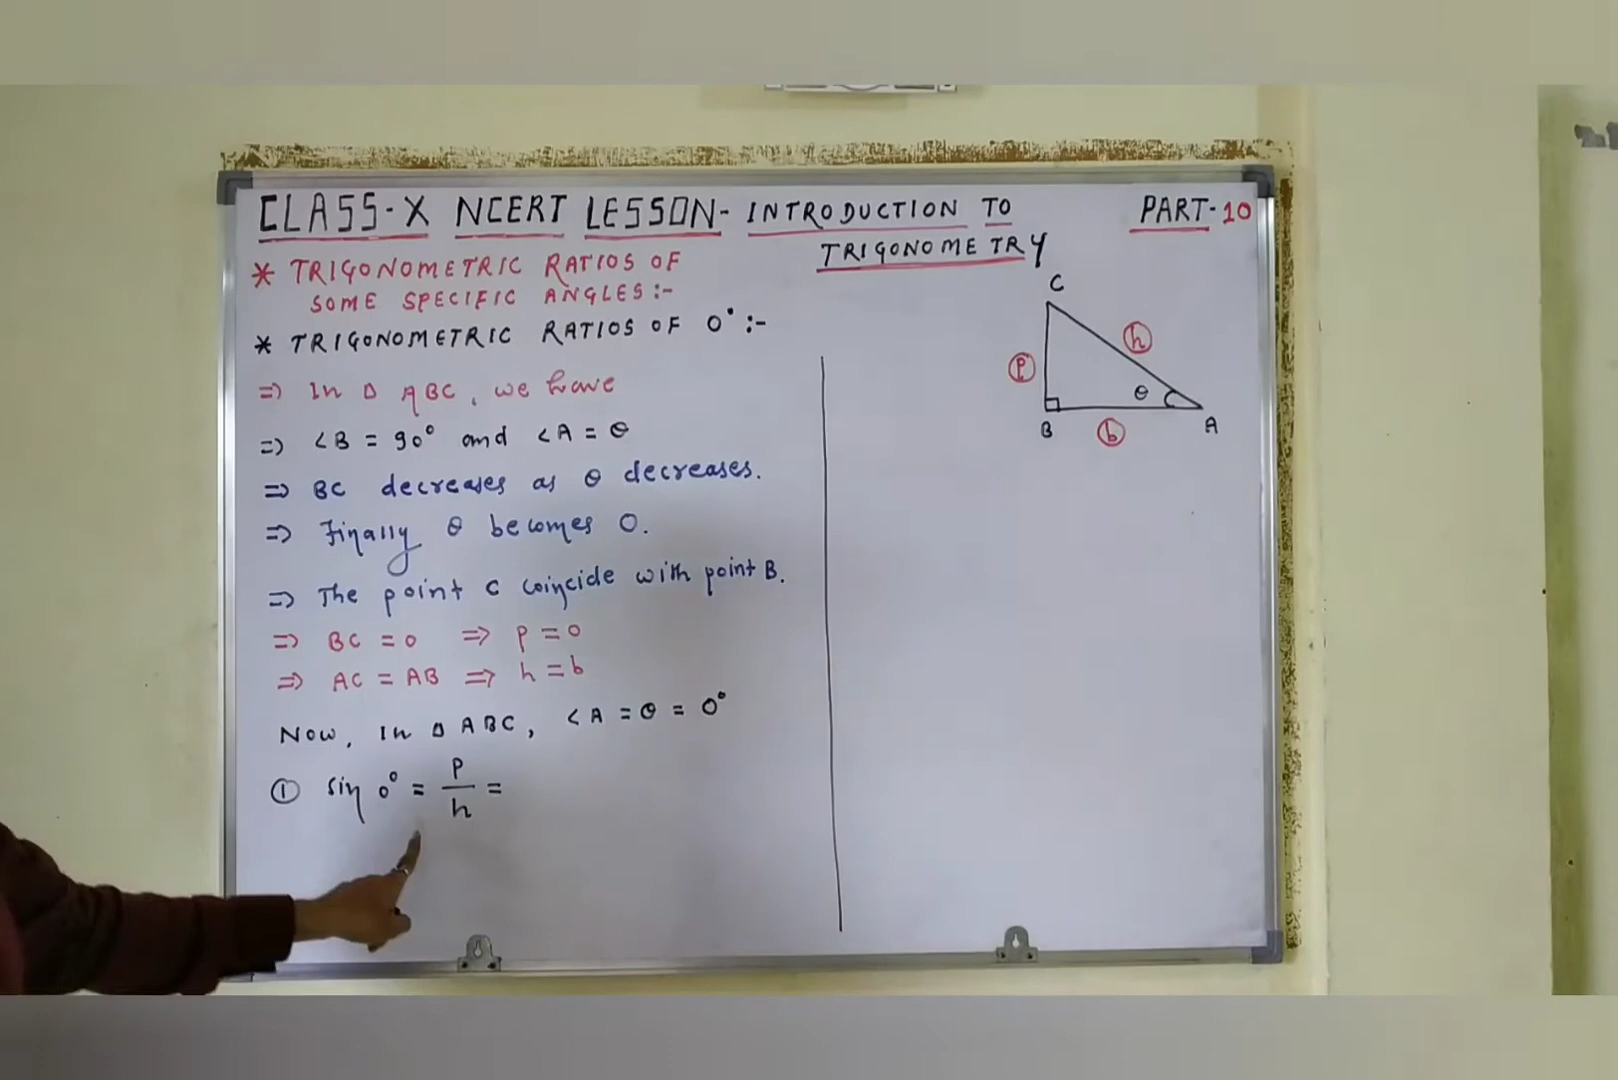 CLASS-X NCERT LESSON- INTRODUCTION TO
TRIGONOMETRY
PART-10
* TRIGONOMETRIC RATIOS OF
SOME SPECIFIC ANGLES:-
* TRIGONOMETRIC RATIOS OF 0° :-
=> In Δ ABC, we have
=> ∠B = 90° and ∠A = θ
=> BC decreases as θ decreases.
=> Finally θ becomes 0.
=> The point C coincide with point B.
=> BC = 0 => p = 0
=> AC = AB => h = b
Now, In Δ ABC, ∠A = θ = 0°
① sin 0° = p/h =
C
h
p
θ
B
b
A